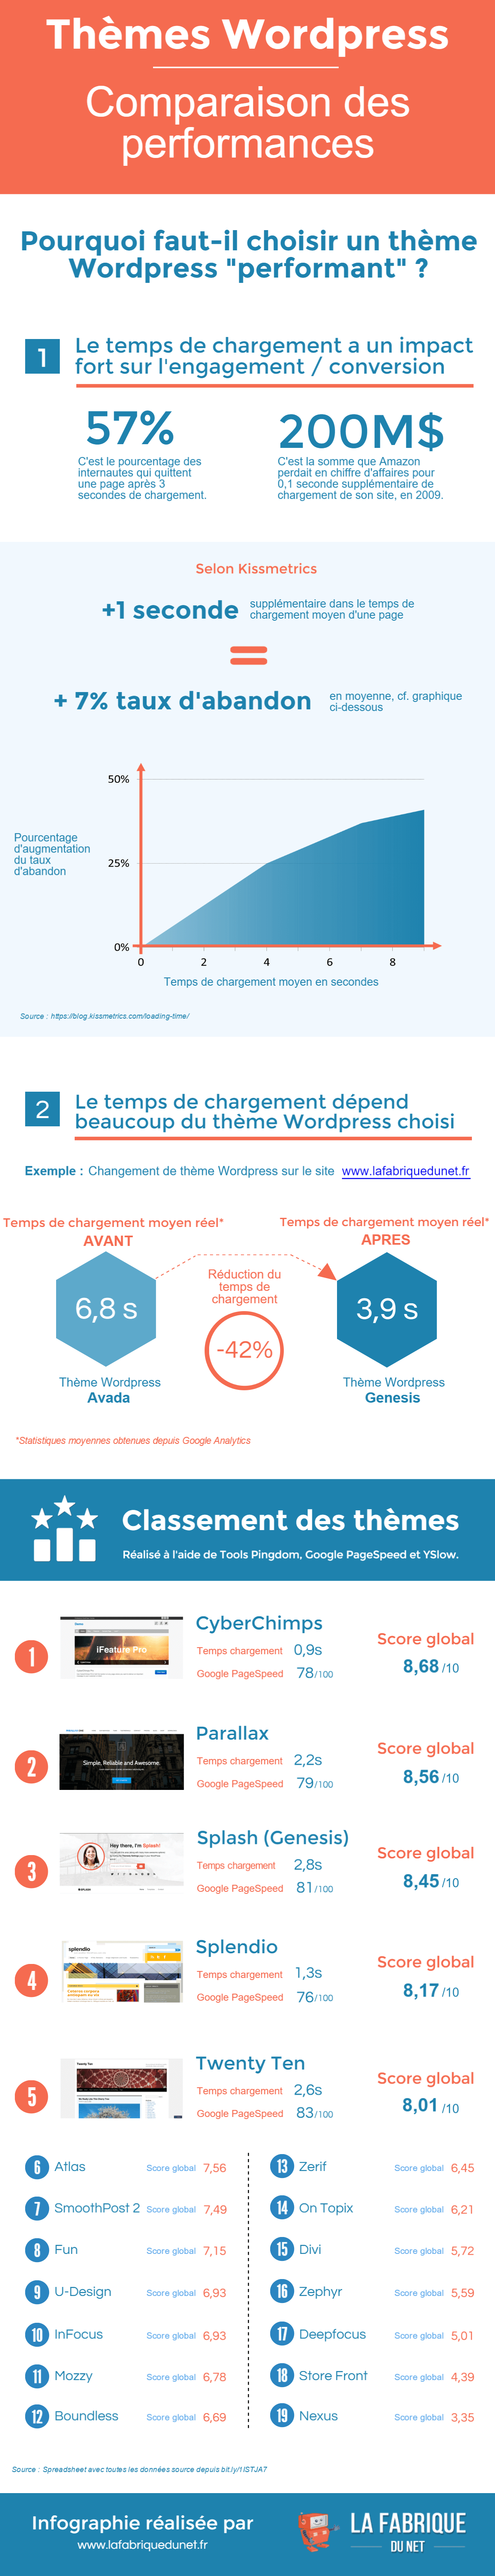 Thèmes Wordpress
Comparaison des
performances
Pourquoi faut-il choisir un thème
Wordpress "performant" ?
1
Le temps de chargement a un impact
fort sur l'engagement / conversion
57%
C'est le pourcentage des
internautes qui quittent
une page après 3
secondes de chargement.
200M$
C'est la somme que Amazon
perdait en chiffre d'affaires pour
0,1 seconde supplémentaire de
chargement de son site, en 2009.
Selon Kissmetrics
+1 seconde
supplémentaire dans le temps de
chargement moyen d'une page
=
+ 7% taux d'abandon
en moyenne, cf. graphique
ci-dessous
Pourcentage
d'augmentation
du taux
d'abandon
50%
25%
0%
0 2 4 6 8
Temps de chargement moyen en secondes
Source : https://blog.kissmetrics.com/loading-time/
2
Le temps de chargement dépend
beaucoup du thème Wordpress choisi
Exemple : Changement de thème Wordpress sur le site www.lafabriquedunet.fr
Temps de chargement moyen réel*
AVANT
6,8 s
Thème Wordpress
Avada
Réduction du
temps de
chargement
-42%
Temps de chargement moyen réel*
APRES
3,9 s
Thème Wordpress
Genesis
*Statistiques moyennes obtenues depuis Google Analytics
Classement des thèmes
Réalisé à l'aide de Tools Pingdom, Google PageSpeed et YSlow.
1
iFeature Pro
CyberChimps
Temps chargement 0,9s
Google PageSpeed 78/100
Score global
8,68 /10
2
Simple, Reliable and Awesome.
Parallax
Temps chargement 2,2s
Google PageSpeed 79/100
Score global
8,56 /10
3
Hey there, I'm Splash!
Splash (Genesis)
Temps chargement 2,8s
Google PageSpeed 81/100
Score global
8,45 /10
4
splendio
Splendio
Temps chargement 1,3s
Google PageSpeed 76/100
Score global
8,17 /10
5
Twenty Ten
Twenty Ten
Temps chargement 2,6s
Google PageSpeed 83/100
Score global
8,01 /10
6 Atlas Score global 7,56
7 SmoothPost 2 Score global 7,49
8 Fun Score global 7,15
9 U-Design Score global 6,93
10 InFocus Score global 6,93
11 Mozzy Score global 6,78
12 Boundless Score global 6,69
13 Zerif Score global 6,45
14 On Topix Score global 6,21
15 Divi Score global 5,72
16 Zephyr Score global 5,59
17 Deepfocus Score global 5,01
18 Store Front Score global 4,39
19 Nexus Score global 3,35
Source : Spreadsheet avec toutes les données source depuis bit.ly/1ISTJA7
Infographie réalisée par
www.lafabriquedunet.fr
LA FABRIQUE
DU NET